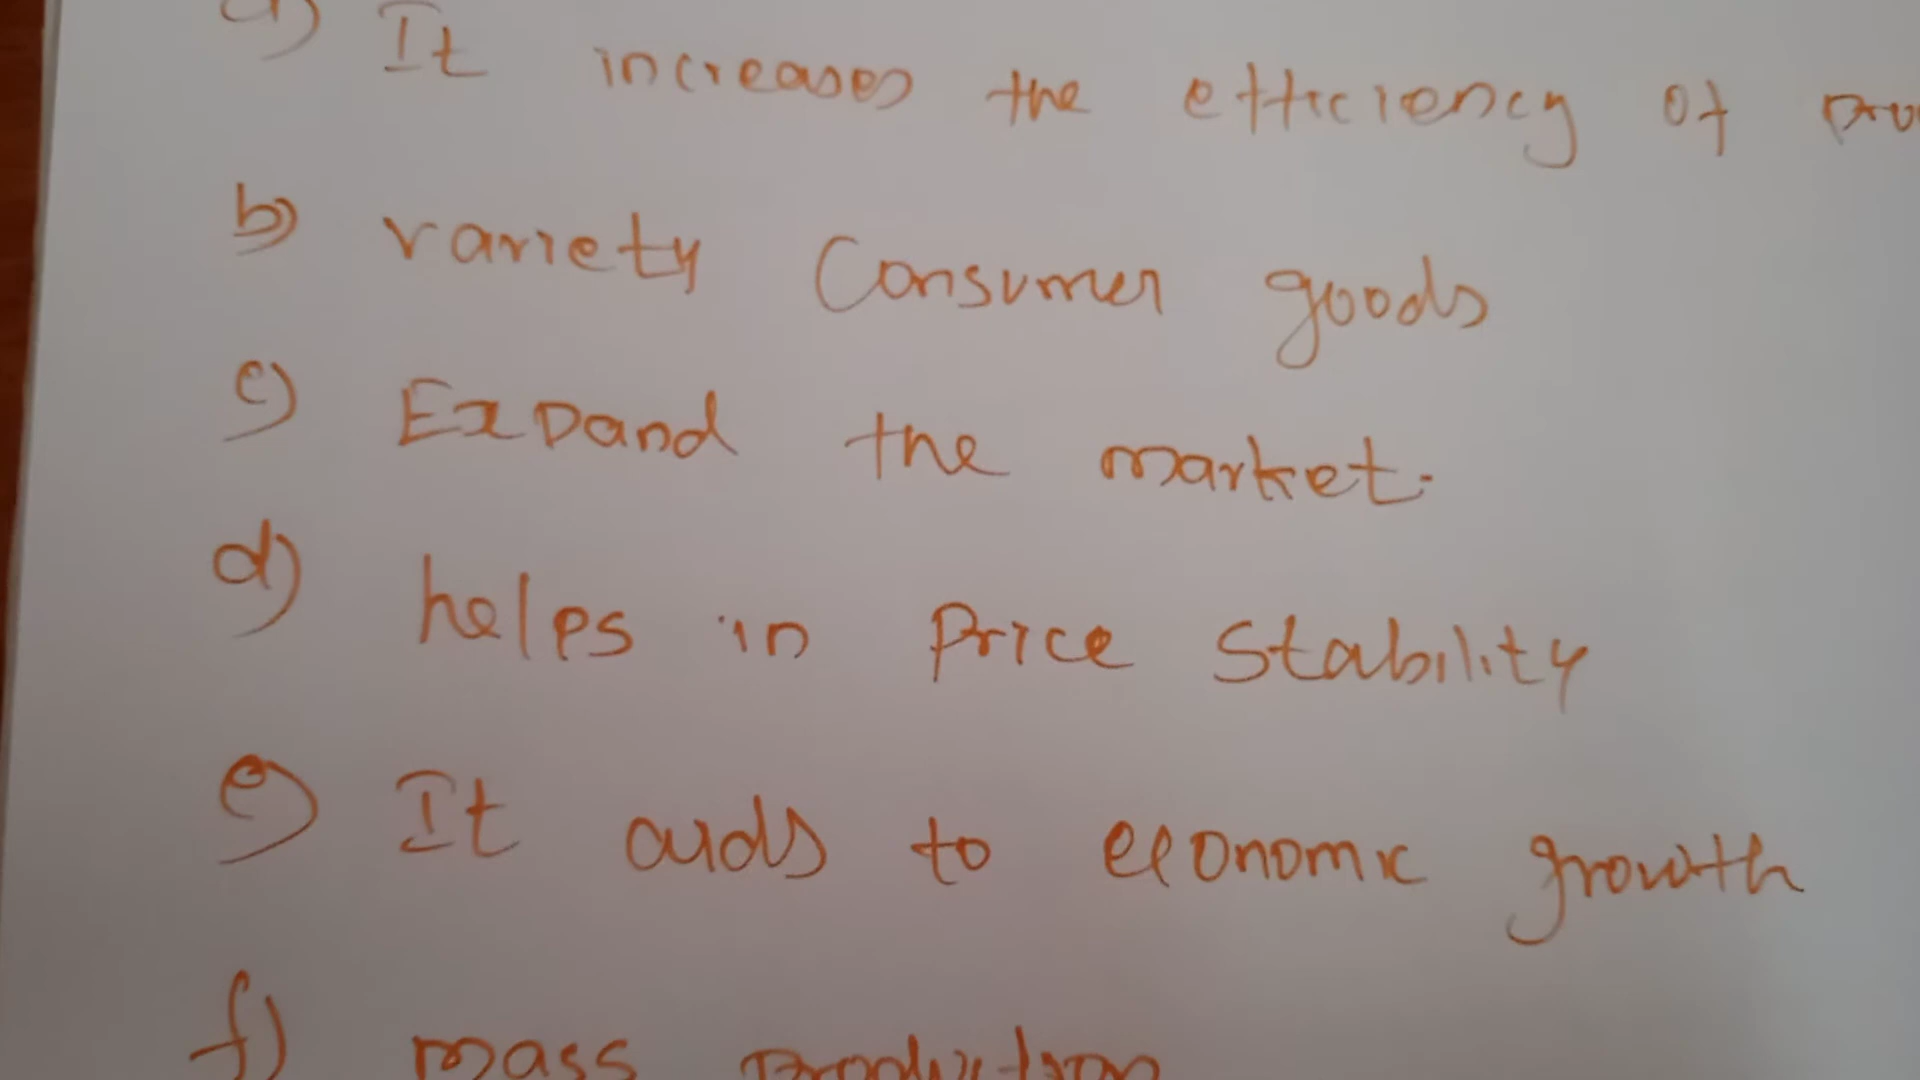 a) It increases the efficiency of
b) variety Consumer goods
c) Expand the market.
d) helps in Price Stability
e) It aids to economic growth
f) mass production